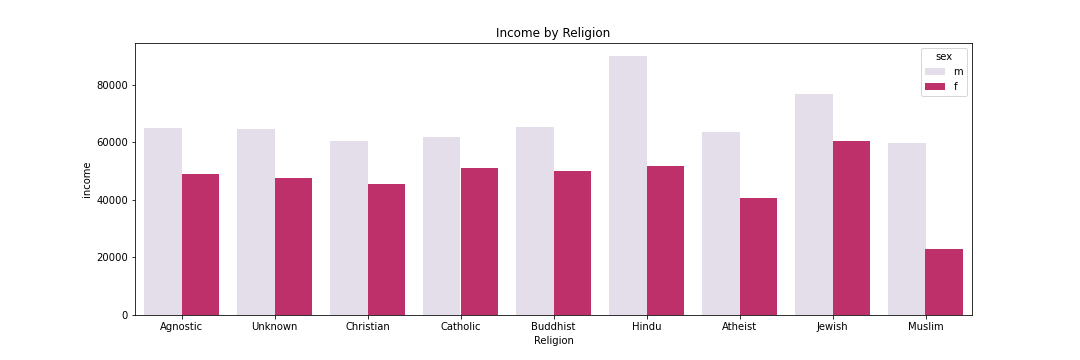 Income by Religion
sex
m
f
80000
60000
40000
20000
0
income
Agnostic Unknown Christian Catholic Buddhist Hindu Atheist Jewish Muslim
Religion